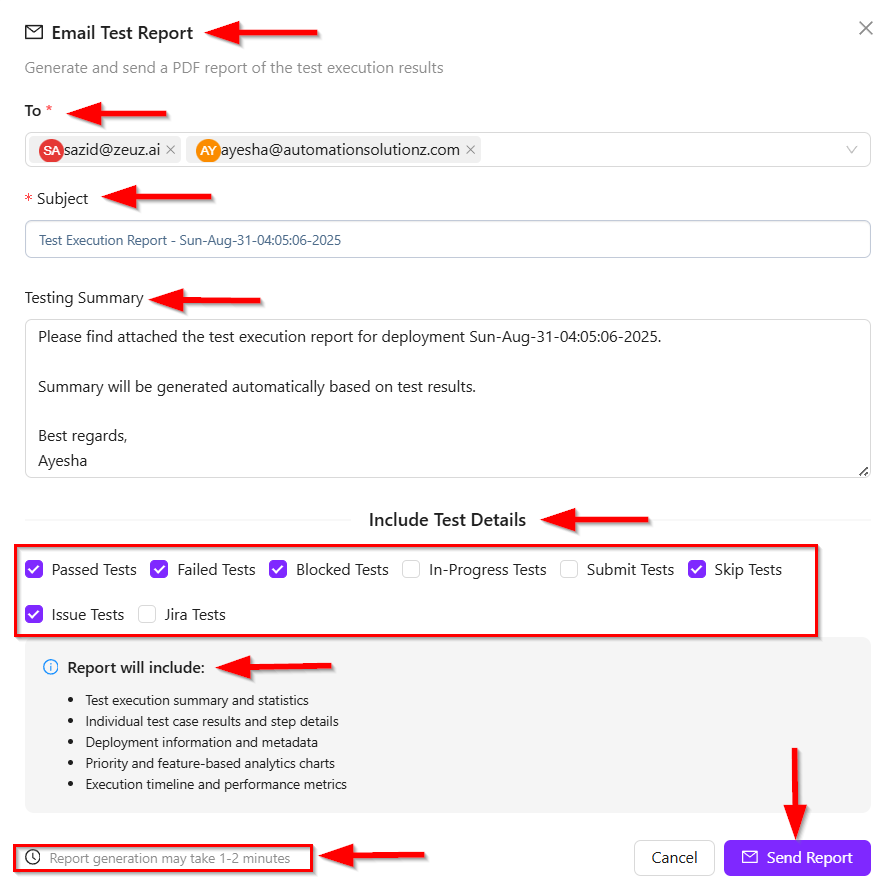 Email Test Report
Generate and send a PDF report of the test execution results
To *
SA sazid@zeuz.ai AY ayesha@automationsolutionz.com
* Subject
Test Execution Report - Sun-Aug-31-04:05:06-2025
Testing Summary
Please find attached the test execution report for deployment Sun-Aug-31-04:05:06-2025.
Summary will be generated automatically based on test results.
Best regards,
Ayesha
Include Test Details
Passed Tests Failed Tests Blocked Tests In-Progress Tests Submit Tests Skip Tests
Issue Tests Jira Tests
Report will include:
• Test execution summary and statistics
• Individual test case results and step details
• Deployment information and metadata
• Priority and feature-based analytics charts
• Execution timeline and performance metrics
Report generation may take 1-2 minutes Cancel Send Report